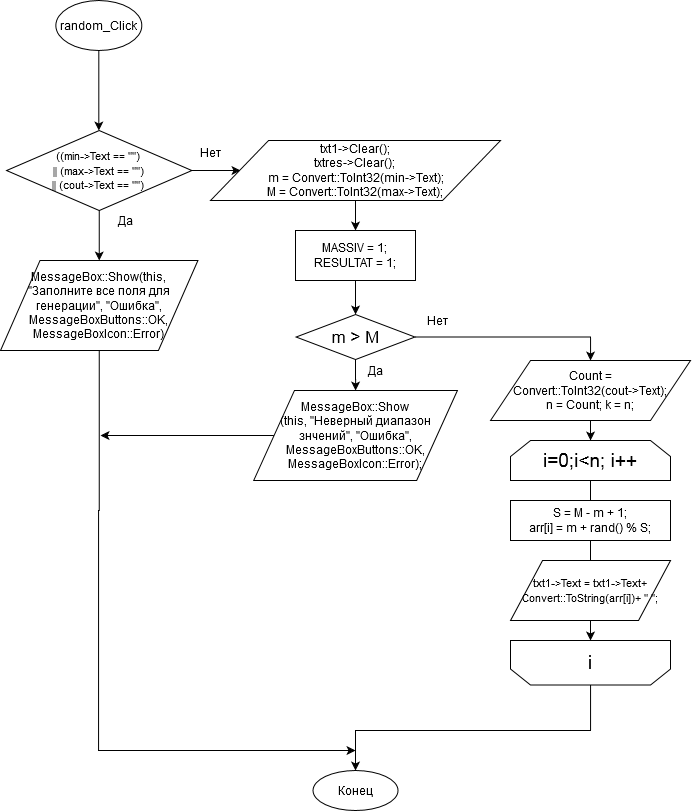 random_Click
((min->Text == "")
|| (max->Text == "")
|| (cout->Text == "")
Нет
Да
txt1->Clear();
txtres->Clear();
m = Convert::ToInt32(min->Text);
M = Convert::ToInt32(max->Text);
MessageBox::Show(this,
"Заполните все поля для
генерации", "Ошибка",
MessageBoxButtons::OK,
MessageBoxIcon::Error)
MASSIV = 1;
RESULTAT = 1;
m > M
Нет
Да
MessageBox::Show
(this, "Неверный диапазон
знчений", "Ошибка",
MessageBoxButtons::OK,
MessageBoxIcon::Error);
Count =
Convert::ToInt32(cout->Text);
n = Count; k = n;
i=0;i<n; i++
S = M - m + 1;
arr[i] = m + rand() % S;
txt1->Text = txt1->Text+
Convert::ToString(arr[i])+ " ";
i
Конец